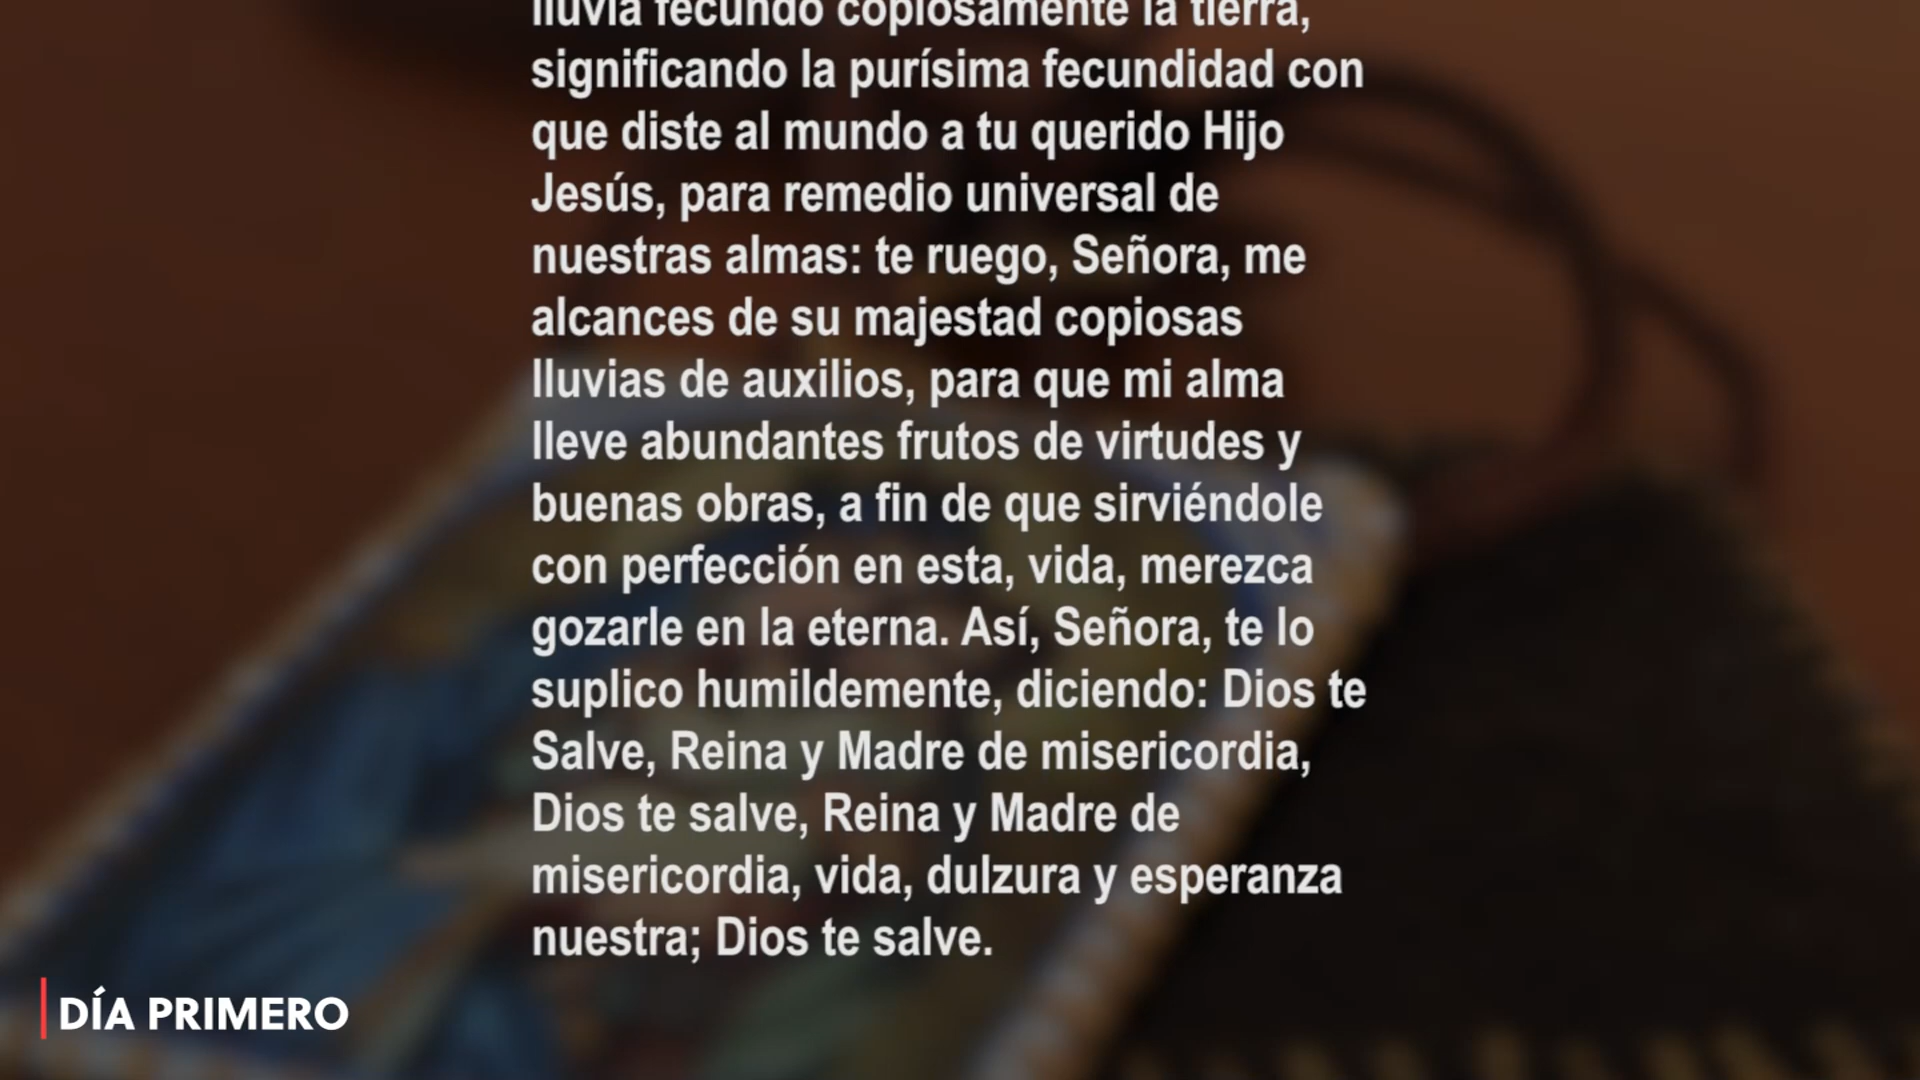 lluvia fecundó copiosamente la tierra,
significando la purísima fecundidad con
que diste al mundo a tu querido Hijo
Jesús, para remedio universal de
nuestras almas: te ruego, Señora, me
alcances de su majestad copiosas
lluvias de auxilios, para que mi alma
lleve abundantes frutos de virtudes y
buenas obras, a fin de que sirviéndole
con perfección en esta, vida, merezca
gozarle en la eterna. Así, Señora, te lo
suplico humildemente, diciendo: Dios te
Salve, Reina y Madre de misericordia,
Dios te salve, Reina y Madre de
misericordia, vida, dulzura y esperanza
nuestra; Dios te salve.
DÍA PRIMERO